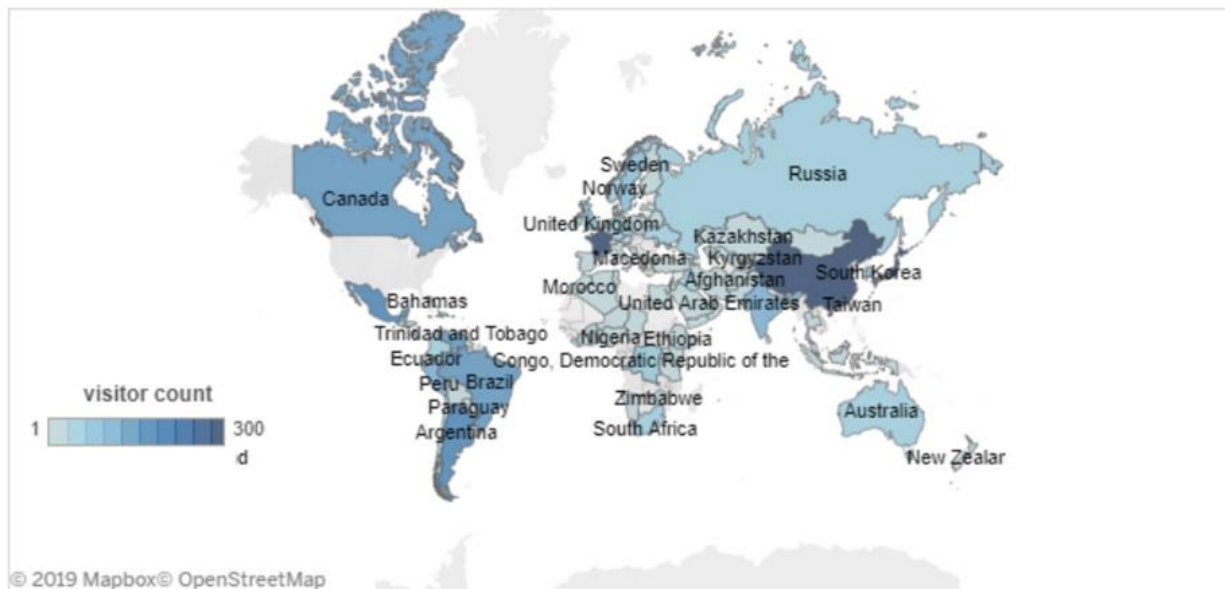 Sweden
Russia
Norway
Canada
United Kingdom
Kazakhstan
Macedonia
Kyrgyzstan
South Korea
Afghanistan
Morocco
Bahamas
United Arab Emirates
Taiwan
Trinidad and Tobago
Nigeria
Ethiopia
Ecuador
Congo, Democratic Republic of the
Peru
Brazil
visitor count
Zimbabwe
Paraguay
Australia
1
300
Argentina
South Africa
d
New Zealar
© 2019 Mapbox© OpenStreetMap